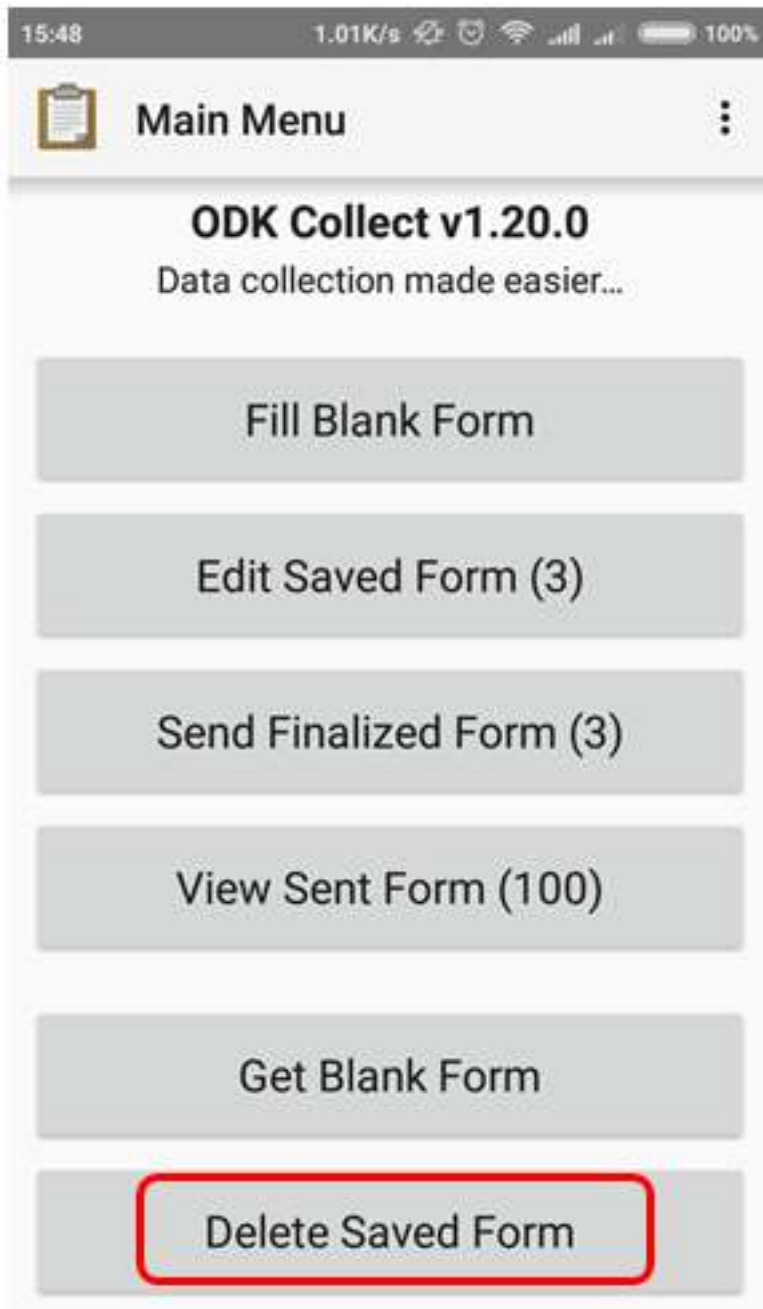 15:48 1.01K/s 100%
Main Menu
ODK Collect v1.20.0
Data collection made easier...
Fill Blank Form
Edit Saved Form (3)
Send Finalized Form (3)
View Sent Form (100)
Get Blank Form
Delete Saved Form